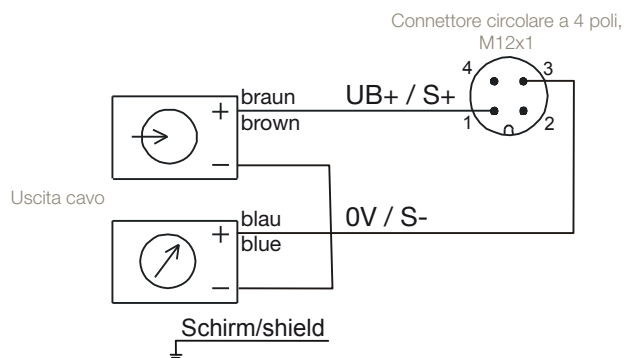 Connettore circolare a 4 poli,
M12x1
4
3
braun
UB+ / S+
+
brown
1
2
−
Uscita cavo
blau
0V / S-
+
blue
−
Schirm/shield